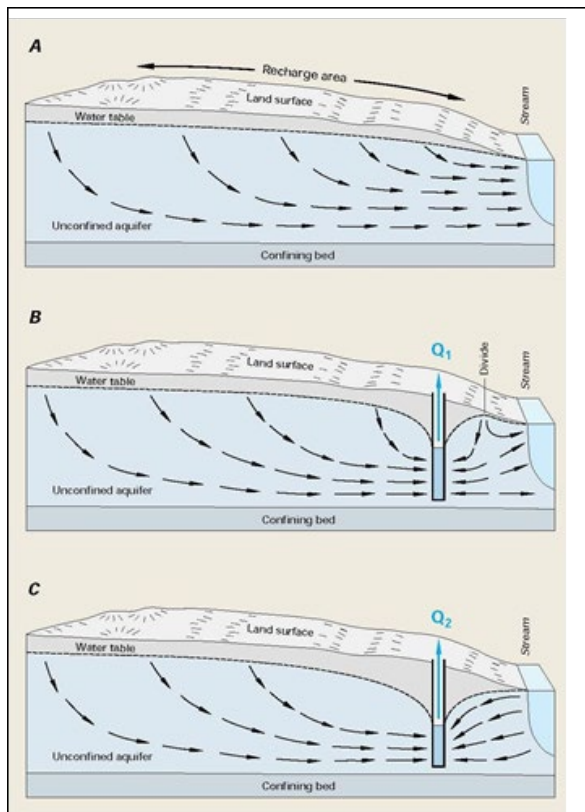 A
Recharge area
Land surface
Stream
Water table
Unconfined aquifer
Confining bed
B
Q1
Divide
Stream
Land surface
Water table
Unconfined aquifer
Confining bed
C
Q2
Stream
Land surface
Water table
Unconfined aquifer
Confining bed